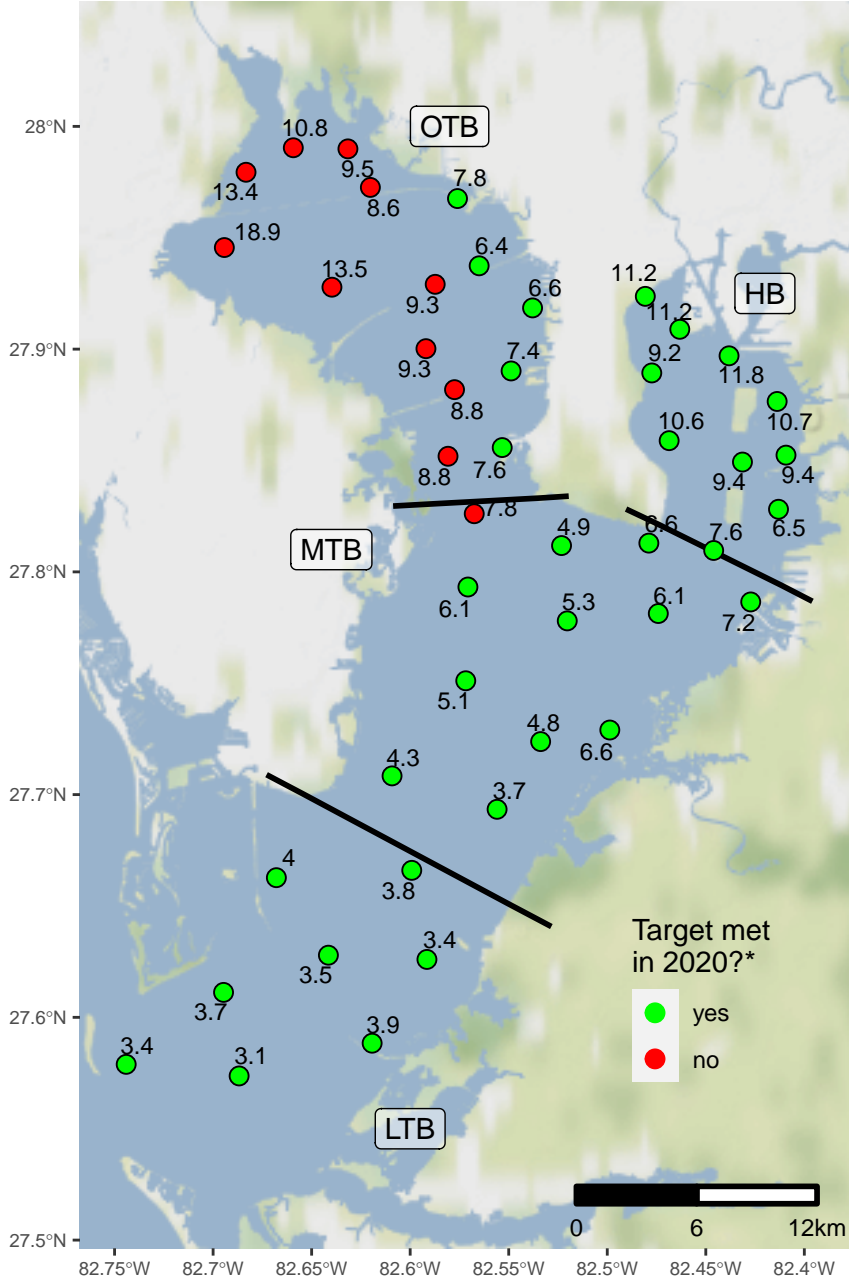 28°N
27.9°N
27.8°N
27.7°N
27.6°N
27.5°N
OTB
10.8
9.5
13.4
8.6
7.8
18.9
6.4
13.5
9.3
6.6
11.2
HB
11.2
9.3
7.4
9.2
11.8
8.8
10.7
10.6
8.8
7.6
9.4
9.4
7.8
6.5
MTB
4.9
6.6
7.6
6.1
5.3
6.1
7.2
5.1
4.8
6.6
4.3
3.7
4
3.8
3.4
3.5
3.7
3.9
3.4
3.1
LTB
Target met
in 2020?*
yes
no
0 6 12km
82.75°W 82.7°W 82.65°W 82.6°W 82.55°W 82.5°W 82.45°W 82.4°W